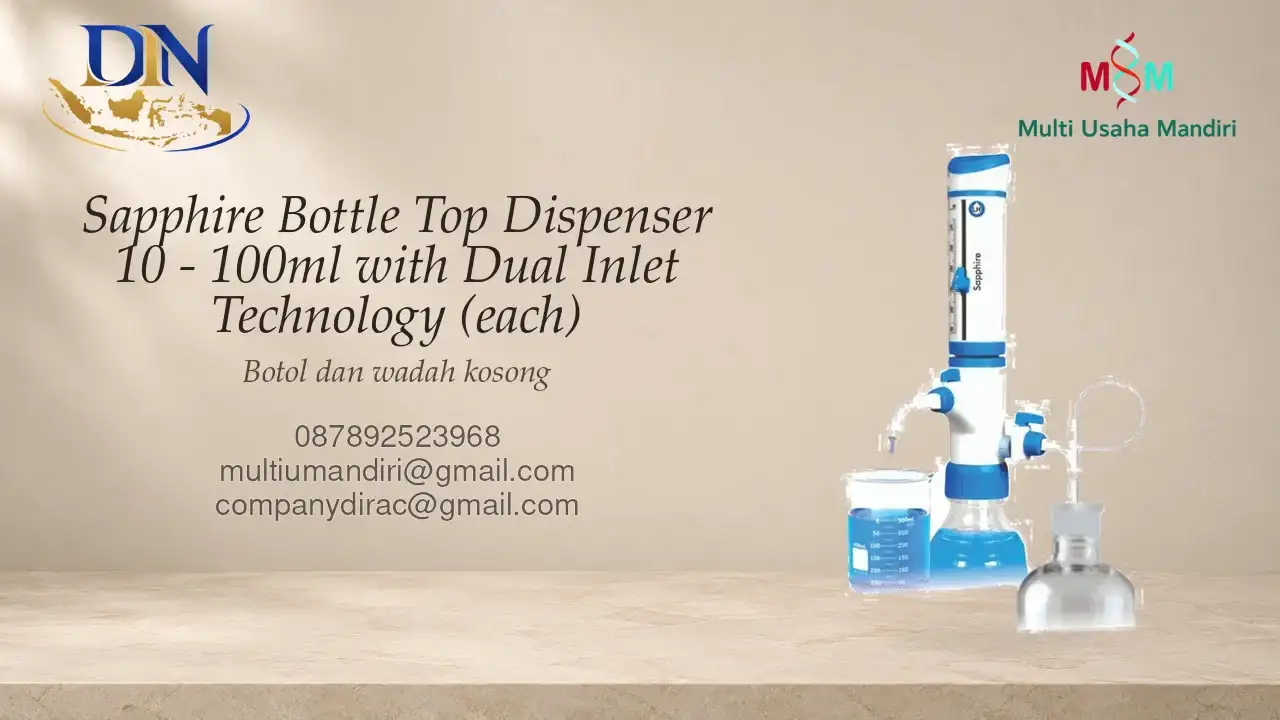 DIN
MSM
Multi Usaha Mandiri
Sapphire Bottle Top Dispenser
10 - 100ml with Dual Inlet
Technology (each)
Botol dan wadah kosong
087892523968
multiumandiri@gmail.com
companydirac@gmail.com
Sapphire